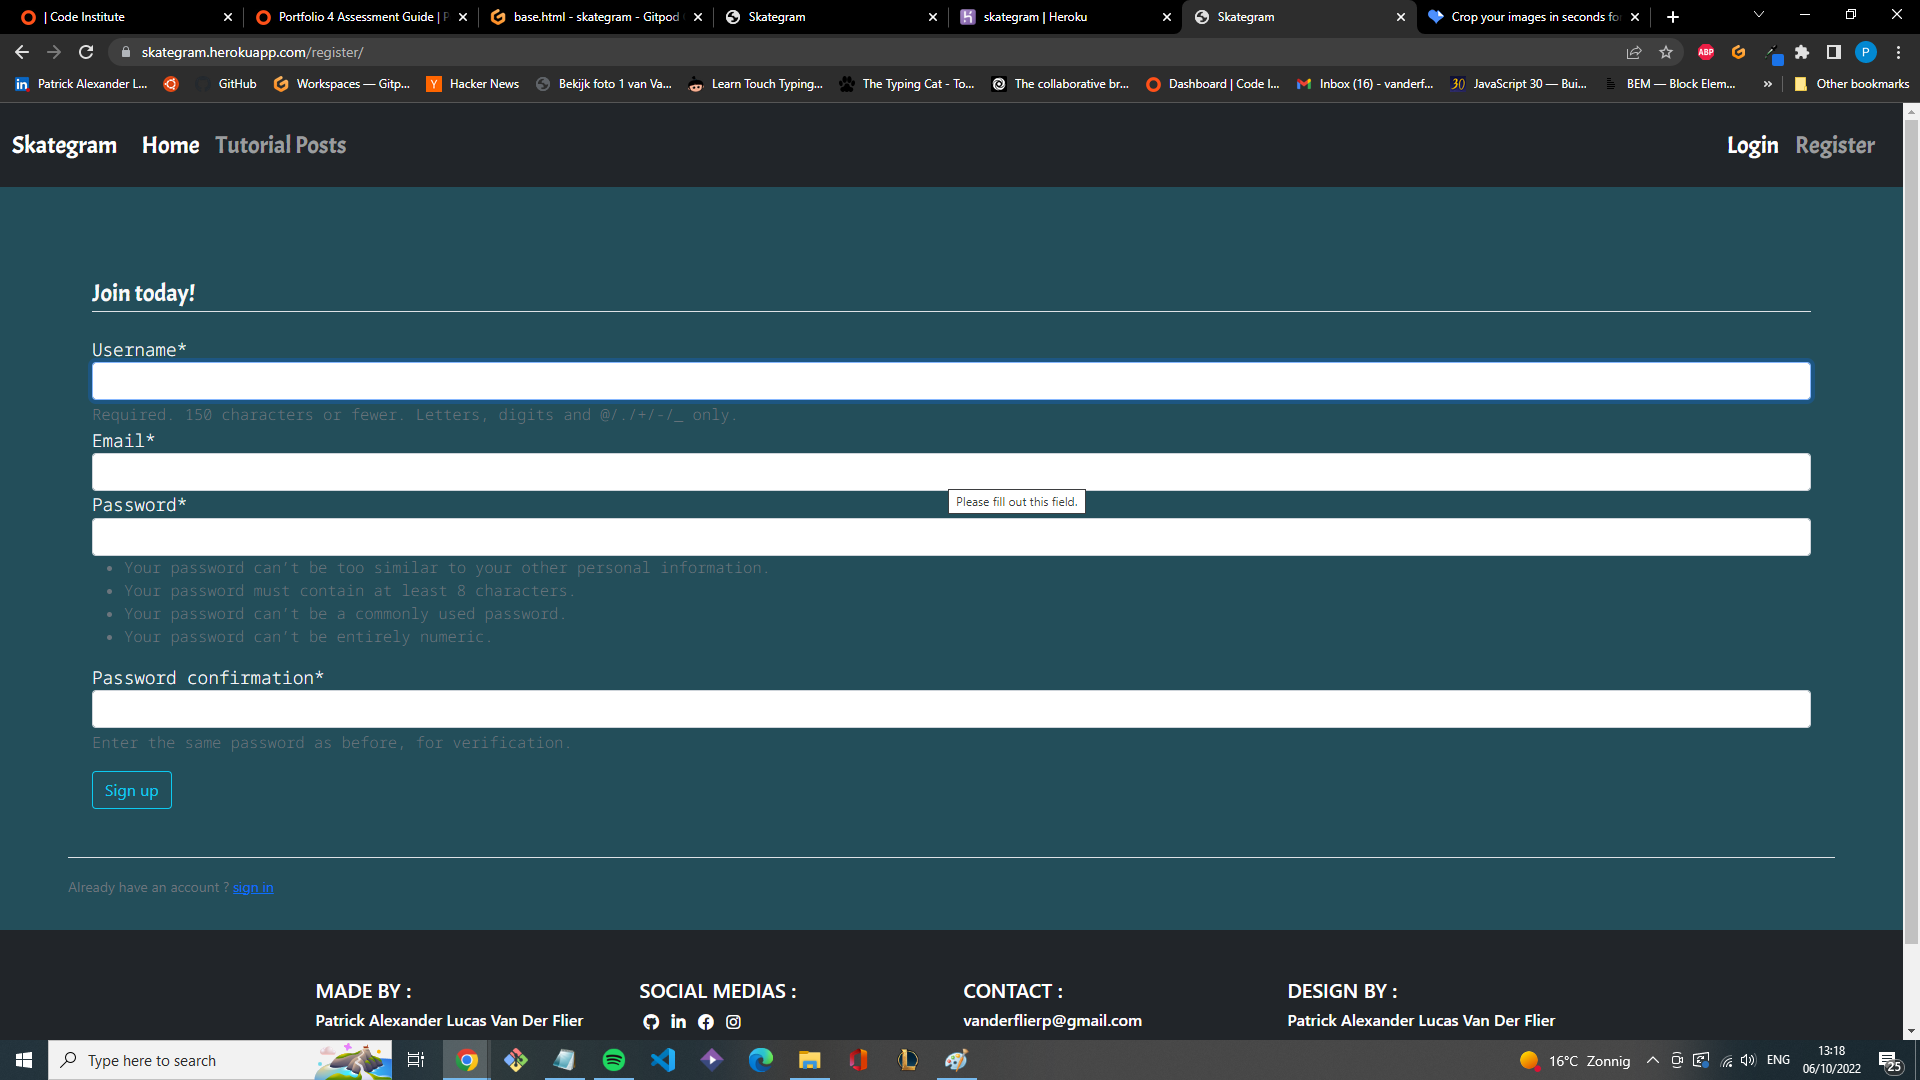 | Code Institute
Portfolio 4 Assessment Guide | P
base.html - skategram - Gitpod
Skategram
skategram | Heroku
Skategram
Crop your images in seconds fo
skategram.herokuapp.com/register/
ABP
P
Patrick Alexander L...
GitHub
Workspaces — Gitp...
Hacker News
Bekijk foto 1 van Va...
Learn Touch Typing...
The Typing Cat - To...
The collaborative br...
Dashboard | Code I...
Inbox (16) - vanderf...
JavaScript 30 — Bui...
BEM — Block Elem...
»
Other bookmarks
Skategram Home Tutorial Posts
Login Register
Join today!
Username*
Required. 150 characters or fewer. Letters, digits and @/./+/-/_ only.
Email*
Please fill out this field.
Password*
Your password can't be too similar to your other personal information.
Your password must contain at least 8 characters.
Your password can't be a commonly used password.
Your password can't be entirely numeric.
Password confirmation*
Enter the same password as before, for verification.
Sign up
Already have an account ? sign in
MADE BY :
Patrick Alexander Lucas Van Der Flier
SOCIAL MEDIAS :
CONTACT :
vanderflierp@gmail.com
DESIGN BY :
Patrick Alexander Lucas Van Der Flier
Type here to search
16°C Zonnig
ENG
13:18
06/10/2022
25